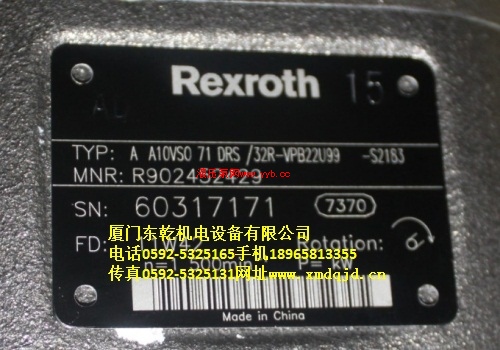 Rexroth 15
AD
TYP: A A10VSO 71 DRS /32R-VPB22U99 -S2183
MNR:
SN: 60317171 7370
厦门东乾机电设备有限公司
FD: Rotation:
电话0592-5325165手机18965813355
传真0592-5325131网址www.xmdqjd.cn
Made in China